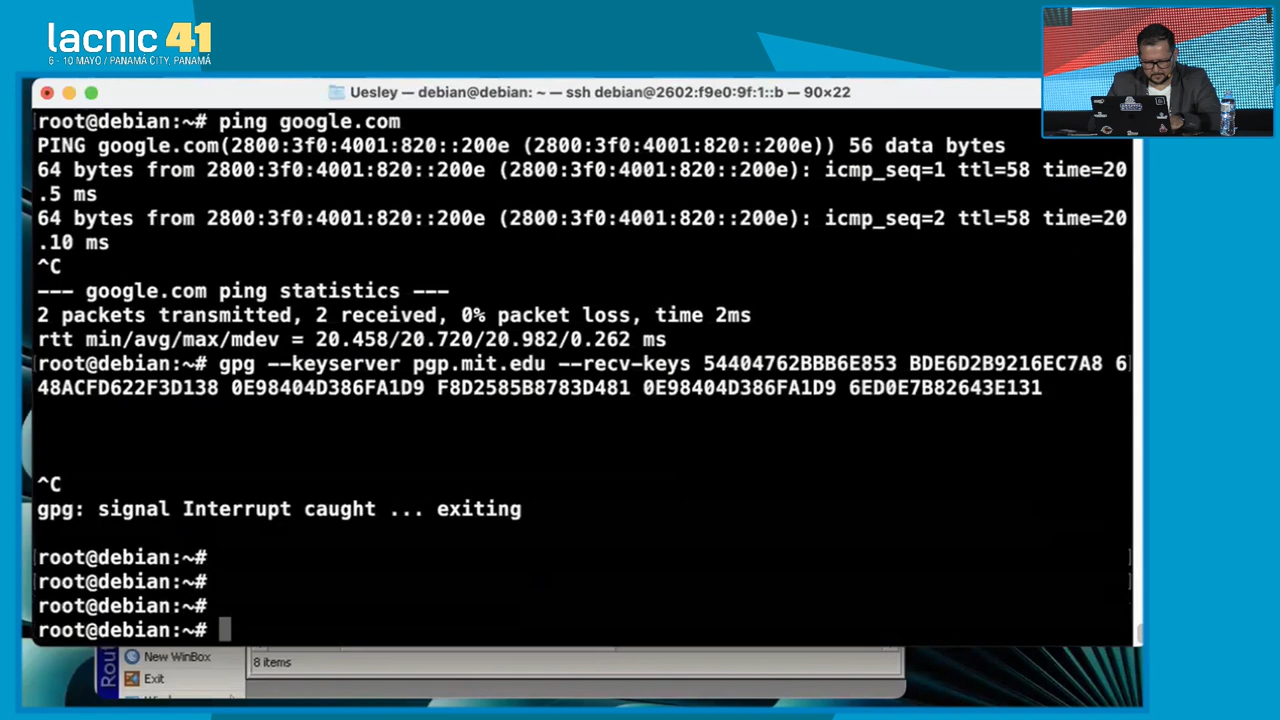 lacnic 41
6 - 10 MAYO / PANAMÁ CITY, PANAMÁ
Uesley — debian@debian: ~ — ssh debian@2602:f9e0:9f:1::b — 90×22
root@debian:~# ping google.com
PING google.com(2800:3f0:4001:820::200e (2800:3f0:4001:820::200e)) 56 data bytes
64 bytes from 2800:3f0:4001:820::200e (2800:3f0:4001:820::200e): icmp_seq=1 ttl=58 time=20
.5 ms
64 bytes from 2800:3f0:4001:820::200e (2800:3f0:4001:820::200e): icmp_seq=2 ttl=58 time=20
.10 ms
^C
--- google.com ping statistics ---
2 packets transmitted, 2 received, 0% packet loss, time 2ms
rtt min/avg/max/mdev = 20.458/20.720/20.982/0.262 ms
root@debian:~# gpg --keyserver pgp.mit.edu --recv-keys 54404762BBB6E853 BDE6D2B9216EC7A8 6
48ACFD622F3D138 0E98404D386FA1D9 F8D2585B8783D481 0E98404D386FA1D9 6ED0E7B82643E131
^C
gpg: signal Interrupt caught ... exiting
root@debian:~#
root@debian:~#
root@debian:~#
root@debian:~#
New WinBox
8 items
Exit
Rout